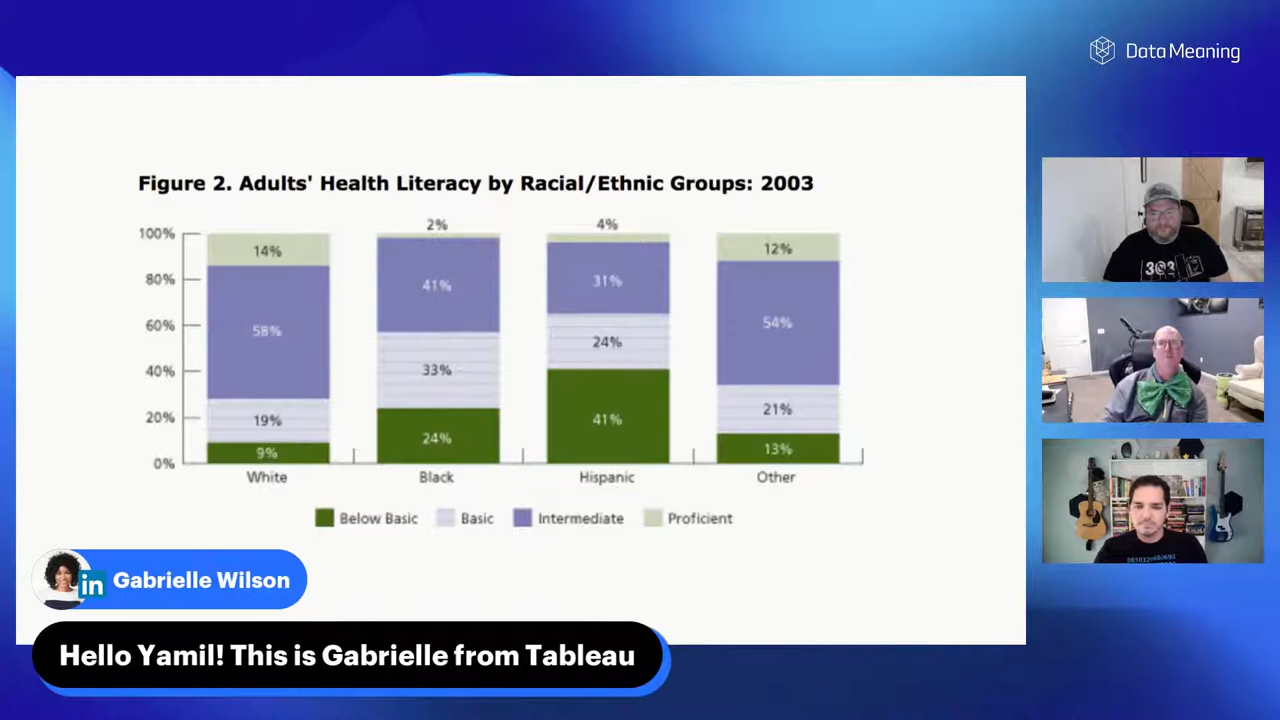 Data Meaning
Figure 2. Adults' Health Literacy by Racial/Ethnic Groups: 2003
2% 4%
100%
14% 12%
80%
41% 31%
58% 54%
60%
24%
40%
33%
41%
20%
19% 21%
24%
9% 13%
0%
White Black Hispanic Other
Below Basic Basic Intermediate Proficient
in Gabrielle Wilson
Hello Yamil! This is Gabrielle from Tableau